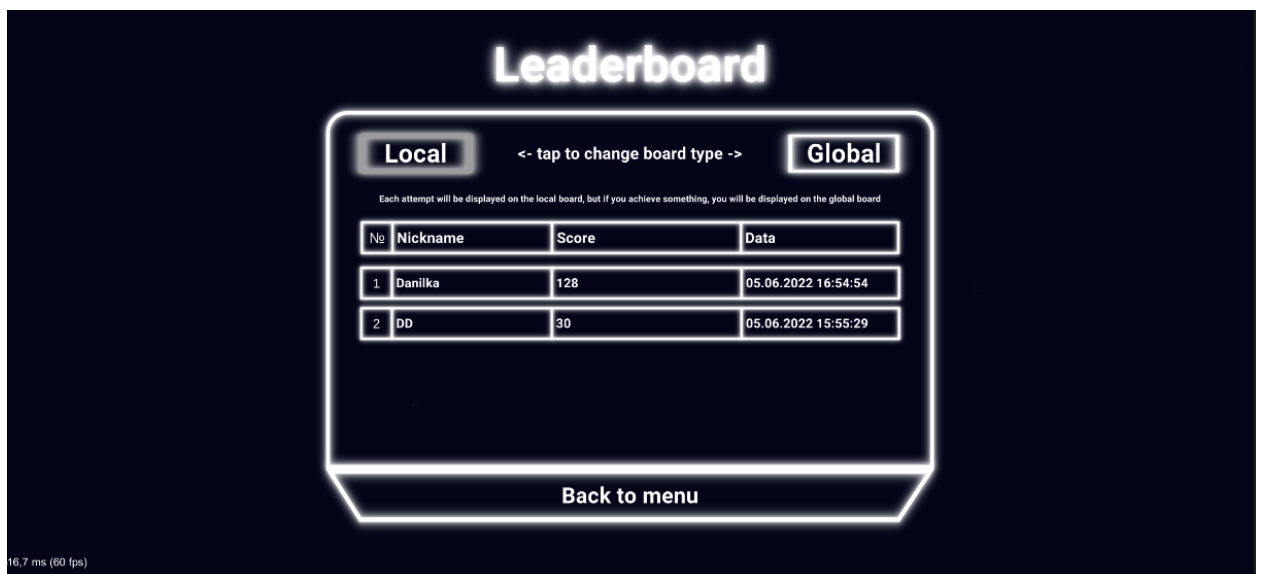 Leaderboard
Local <- tap to change board type -> Global
Each attempt will be displayed on the local board, but if you achieve something, you will be displayed on the global board
№ Nickname Score Data
1 Danilka 128 05.06.2022 16:54:54
2 DD 30 05.06.2022 15:55:29
Back to menu
16,7 ms (60 fps)